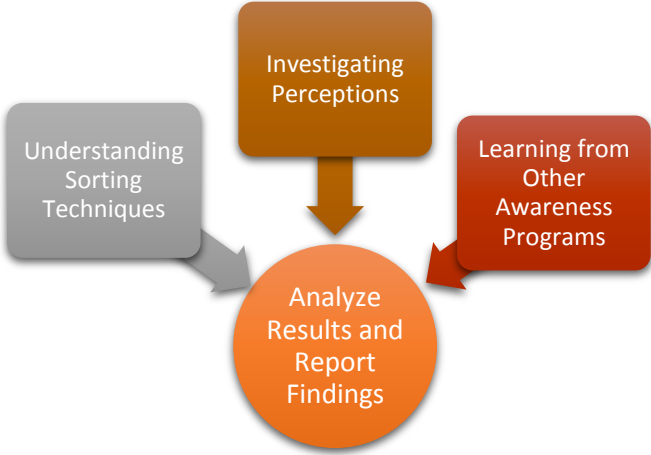 Understanding
Sorting
Techniques
Investigating
Perceptions
Learning from
Other
Awareness
Programs
Analyze
Results and
Report
Findings